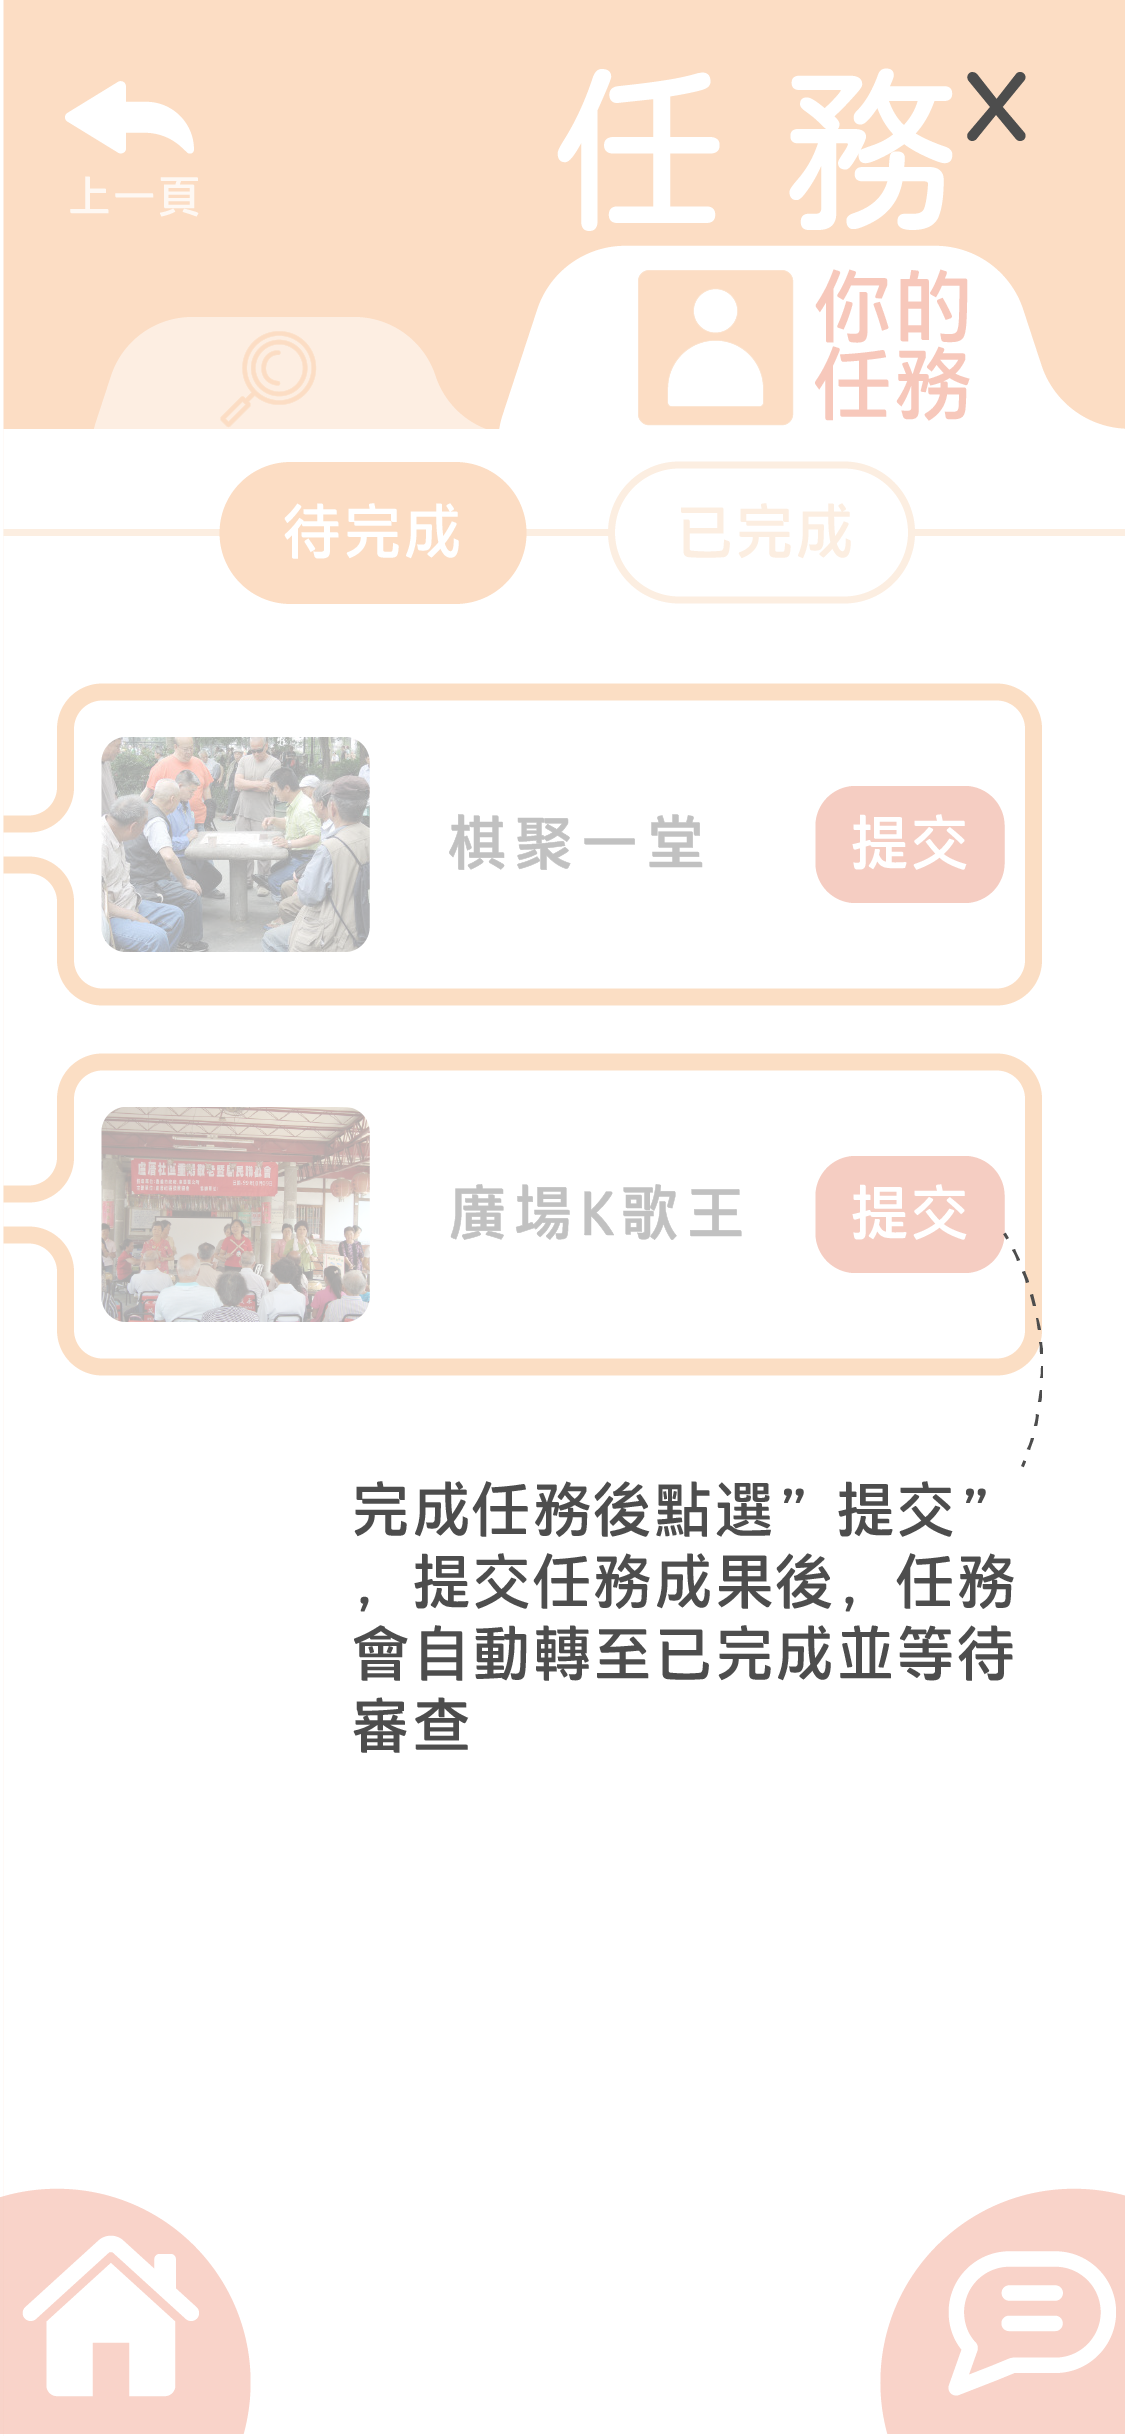 任務
上一頁
你的
任務
待完成
已完成
棋聚一堂
提交
廣場K歌王
提交
完成任務後點選”提交”
，提交任務成果後，任務
會自動轉至已完成並等待
審查